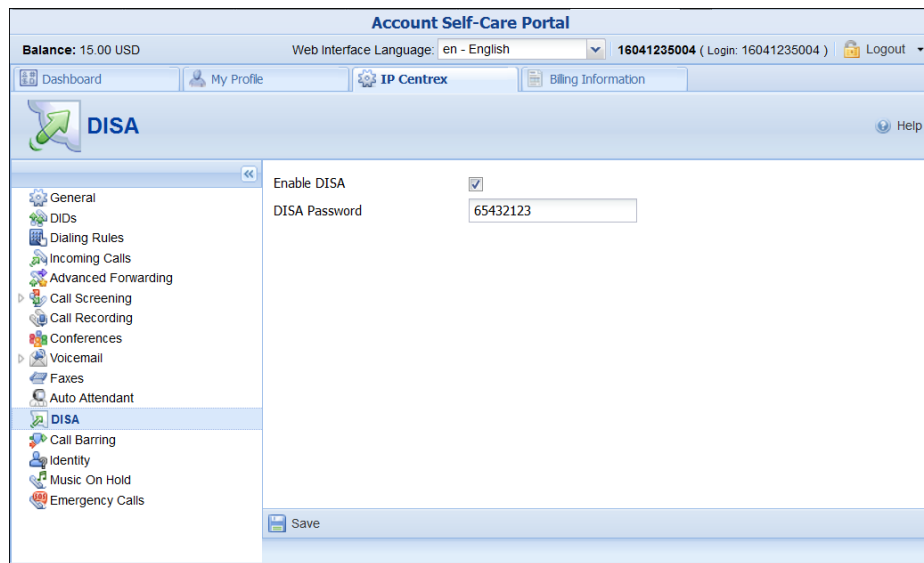 Account Self-Care Portal
Balance: 15.00 USD Web Interface Language: en - English 16041235004 ( Login: 16041235004 ) Logout
Dashboard My Profile IP Centrex Billing Information
DISA Help
General
DIDs
Dialing Rules
Incoming Calls
Advanced Forwarding
Call Screening
Call Recording
Conferences
Voicemail
Faxes
Auto Attendant
DISA
Call Barring
Identity
Music On Hold
Emergency Calls
Enable DISA
DISA Password 65432123
Save